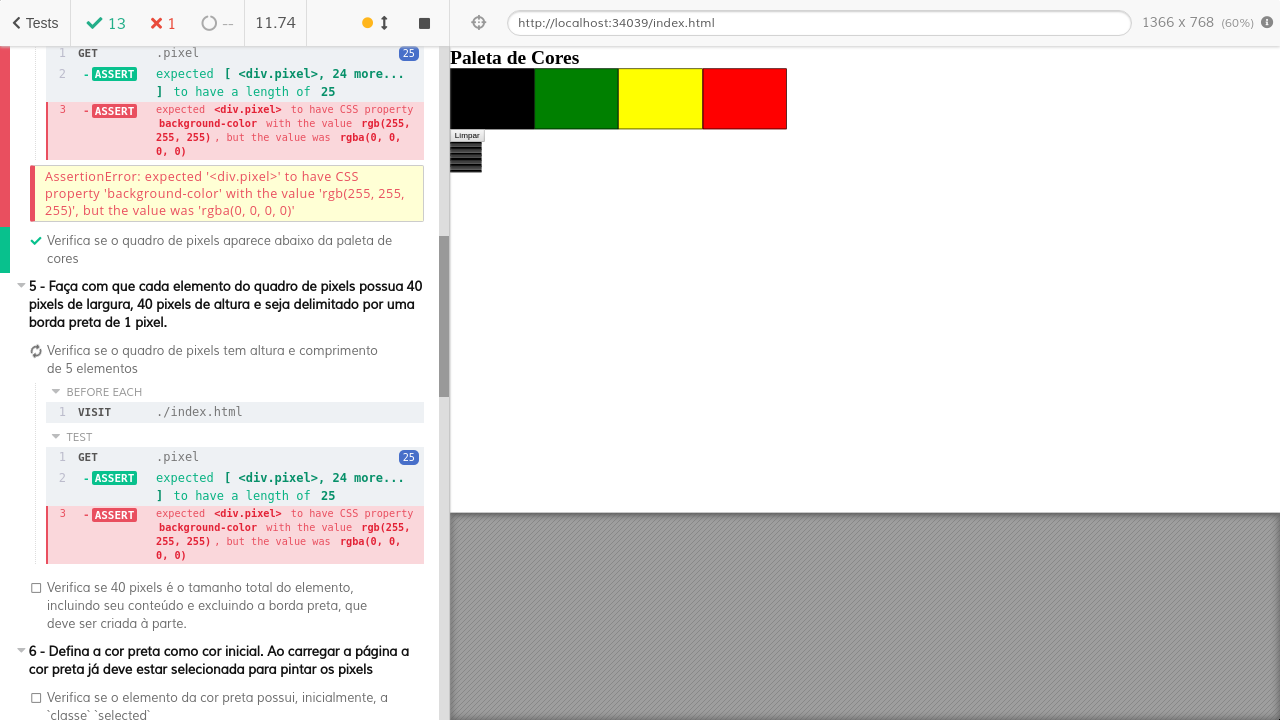 Tests 13 1 -- 11.74
1 GET .pixel 25
2 -ASSERT expected [ <div.pixel>, 24 more...
] to have a length of 25
3 -ASSERT expected <div.pixel> to have CSS property
background-color with the value rgb(255,
255, 255), but the value was rgba(0, 0,
0, 0)
AssertionError: expected '<div.pixel>' to have CSS
property 'background-color' with the value 'rgb(255, 255,
255)', but the value was 'rgba(0, 0, 0, 0)'
Verifica se o quadro de pixels aparece abaixo da paleta de
cores
5 - Faça com que cada elemento do quadro de pixels possua 40
pixels de largura, 40 pixels de altura e seja delimitado por uma
borda preta de 1 pixel.
Verifica se o quadro de pixels tem altura e comprimento
de 5 elementos
BEFORE EACH
1 VISIT ./index.html
TEST
1 GET .pixel 25
2 -ASSERT expected [ <div.pixel>, 24 more...
] to have a length of 25
3 -ASSERT expected <div.pixel> to have CSS property
background-color with the value rgb(255,
255, 255), but the value was rgba(0, 0,
0, 0)
Verifica se 40 pixels é o tamanho total do elemento,
incluindo seu conteúdo e excluindo a borda preta, que
deve ser criada à parte.
6 - Defina a cor preta como cor inicial. Ao carregar a página a
cor preta já deve estar selecionada para pintar os pixels
Verifica se o elemento da cor preta possui, inicialmente, a
`classe` `selected`
http://localhost:34039/index.html 1366 x 768 (60%)
Paleta de Cores
Limpar